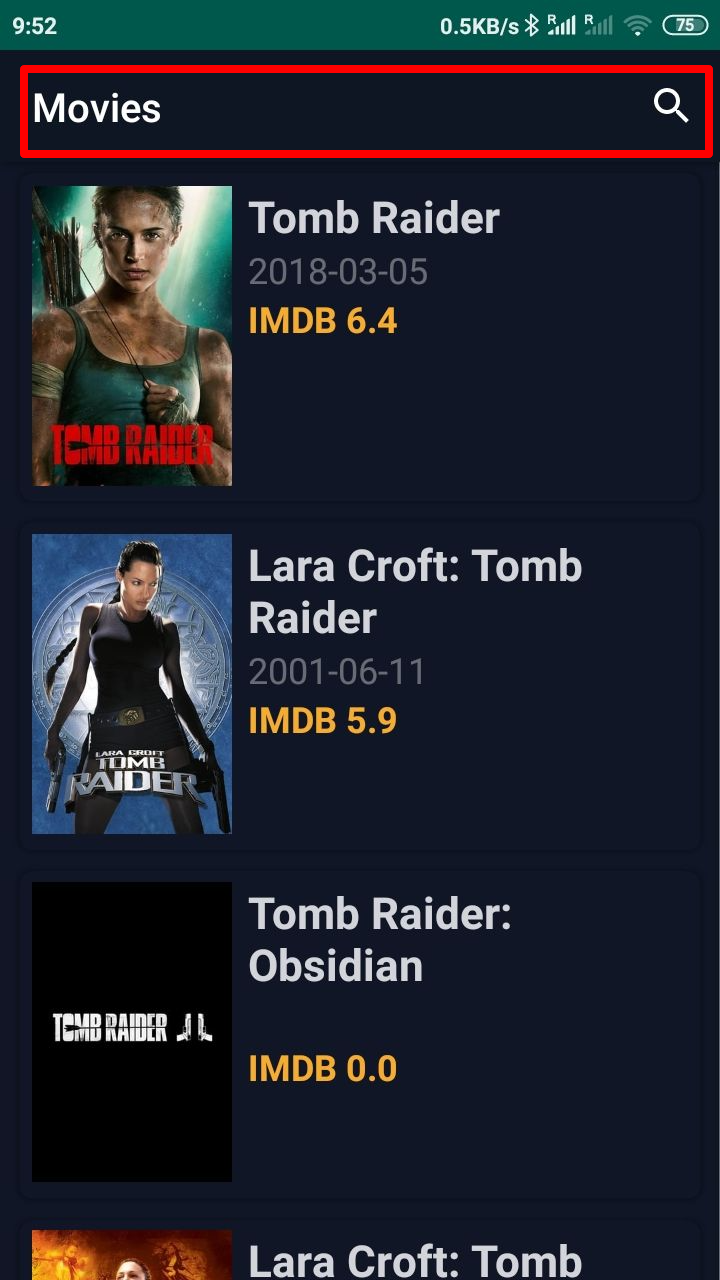 9:52
0.5KB/s R R 75
Movies
TOMB RAIDER
Tomb Raider
2018-03-05
IMDB 6.4
LARA CROFT
TOMB
RAIDER
Lara Croft: Tomb
Raider
2001-06-11
IMDB 5.9
TOMB RAIDER
Tomb Raider:
Obsidian
IMDB 0.0
Lara Croft: Tomb